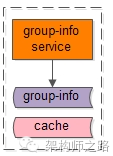 group-info
service
group-info
cache
架构师之路